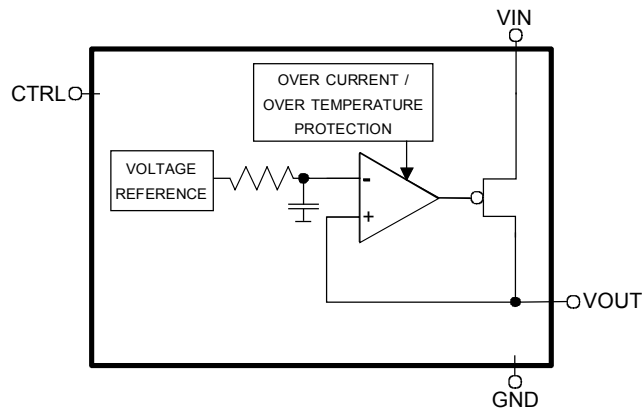 VIN
CTRL
OVER CURRENT /
OVER TEMPERATURE
PROTECTION
VOLTAGE
REFERENCE
-
+
VOUT
GND